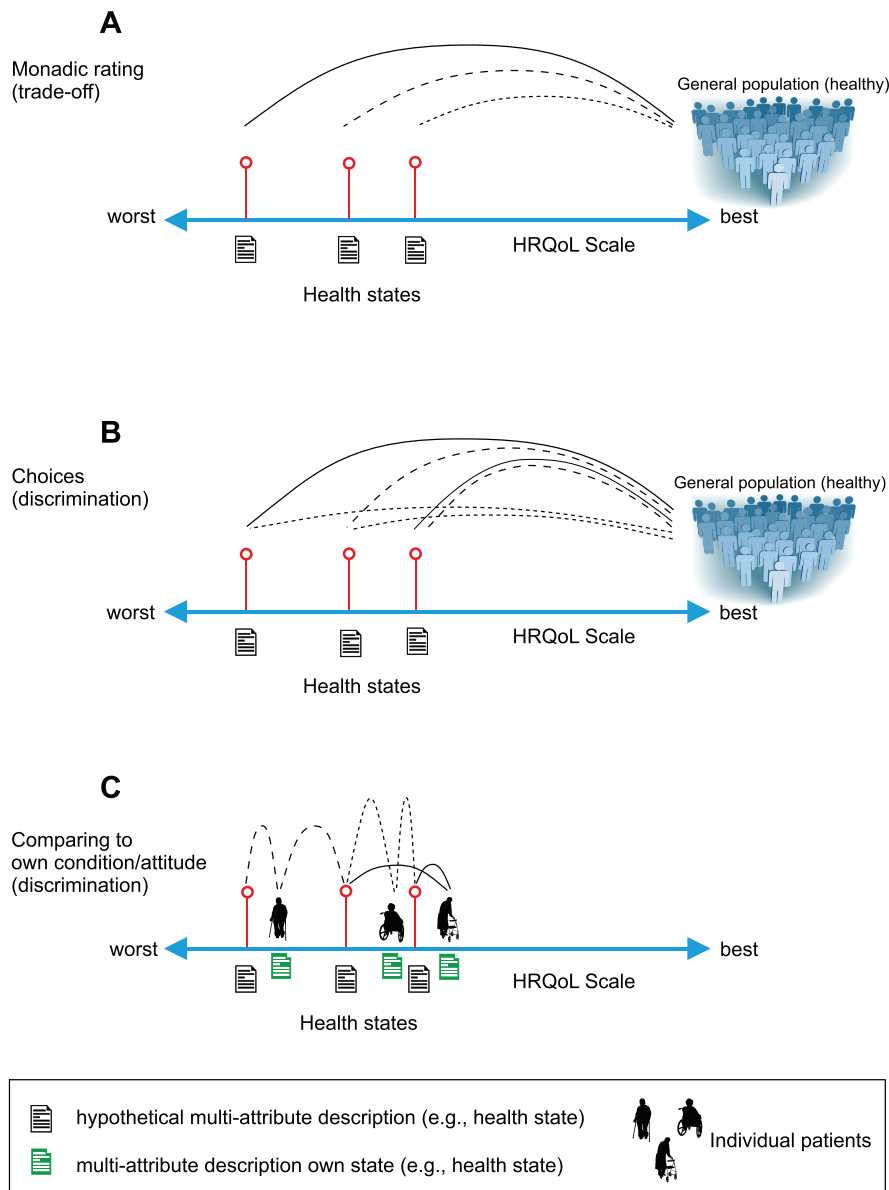 A
Monadic rating
(trade-off)
General population (healthy)
worst
best
HRQoL Scale
Health states
B
Choices
(discrimination)
General population (healthy)
worst
best
HRQoL Scale
Health states
C
Comparing to
own condition/attitude
(discrimination)
worst
best
HRQoL Scale
Health states
hypothetical multi-attribute description (e.g., health state)
multi-attribute description own state (e.g., health state)
Individual patients